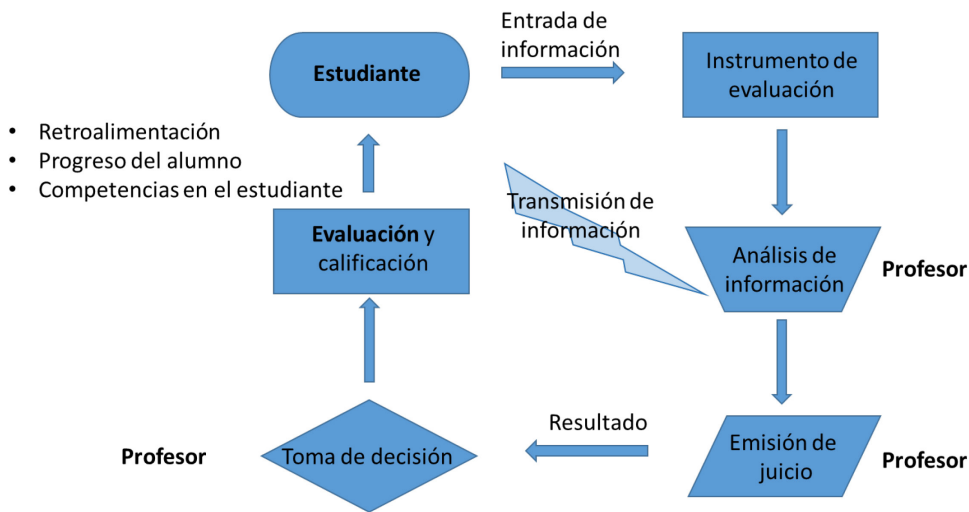 Entrada de
información
Estudiante
Instrumento de
evaluación
• Retroalimentación
• Progreso del alumno
• Competencias en el estudiante
Transmisión de
información
Evaluación y
calificación
Análisis de
información
Profesor
Resultado
Profesor
Toma de decisión
Emisión de
juicio
Profesor